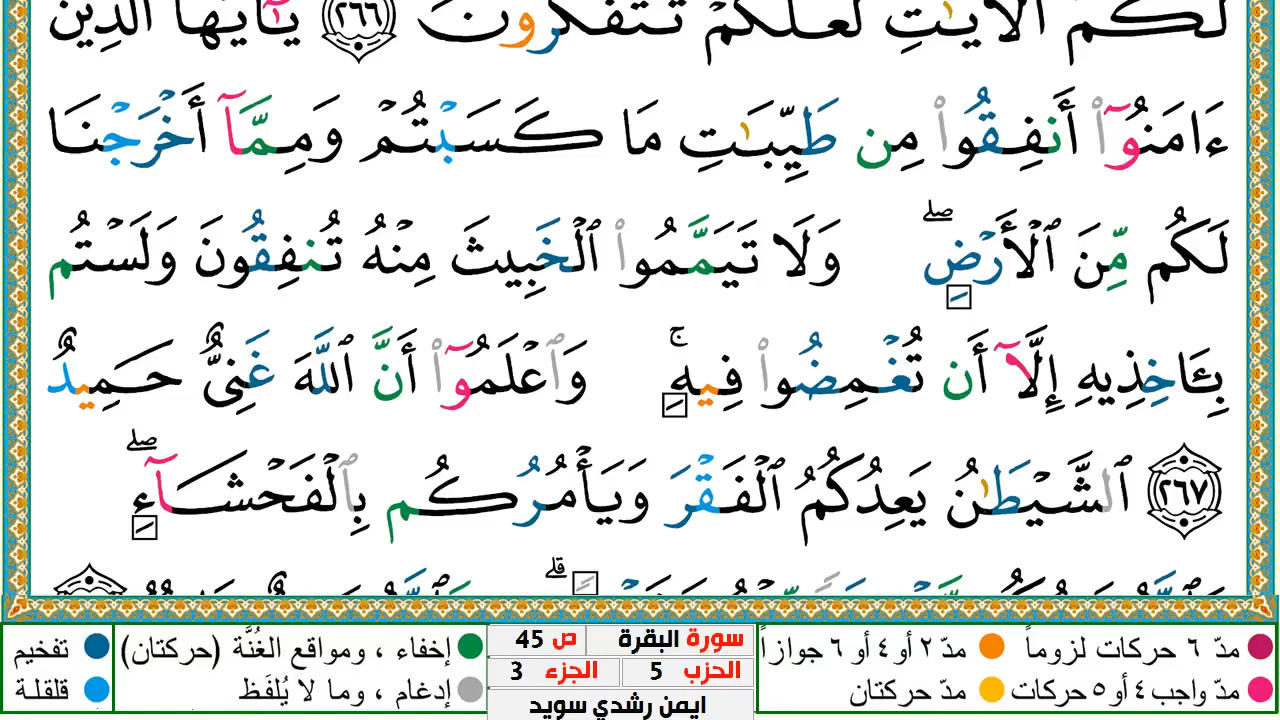 لَكُمُ ٱلْأٓيَٰتِ لَعَلَّكُمْ تَتَفَكَّرُونَ ٢٦٦ يَٰٓأَيُّهَا ٱلَّذِينَ
ءَامَنُوٓا۟ أَنفِقُوا۟ مِن طَيِّبَٰتِ مَا كَسَبْتُمْ وَمِمَّآ أَخْرَجْنَا
لَكُم مِّنَ ٱلْأَرْضِ ۖ وَلَا تَيَمَّمُوا۟ ٱلْخَبِيثَ مِنْهُ تُنفِقُونَ وَلَسْتُم
بِـَٔاخِذِيهِ إِلَّآ أَن تُغْمِضُوا۟ فِيهِ ۚ وَٱعْلَمُوٓا۟ أَنَّ ٱللَّهَ غَنِىٌّ حَمِيدٌ
٢٦٧ ٱلشَّيْطَٰنُ يَعِدُكُمُ ٱلْفَقْرَ وَيَأْمُرُكُم بِٱلْفَحْشَآءِ ۖ
مدّ ٦ حركات لزوماً مدّ ٢ أو ٤ أو ٦ جوازاً
مدّ واجب ٤ أو ٥ حركات مدّ حركتان
سورة البقرة ص 45
الحزب 5 الجزء 3
ايمن رشدي سويد
إخفاء ، ومواقع الغُنَّة (حركتان) تفخيم
إدغام ، وما لا يُلفَظ قلقلة